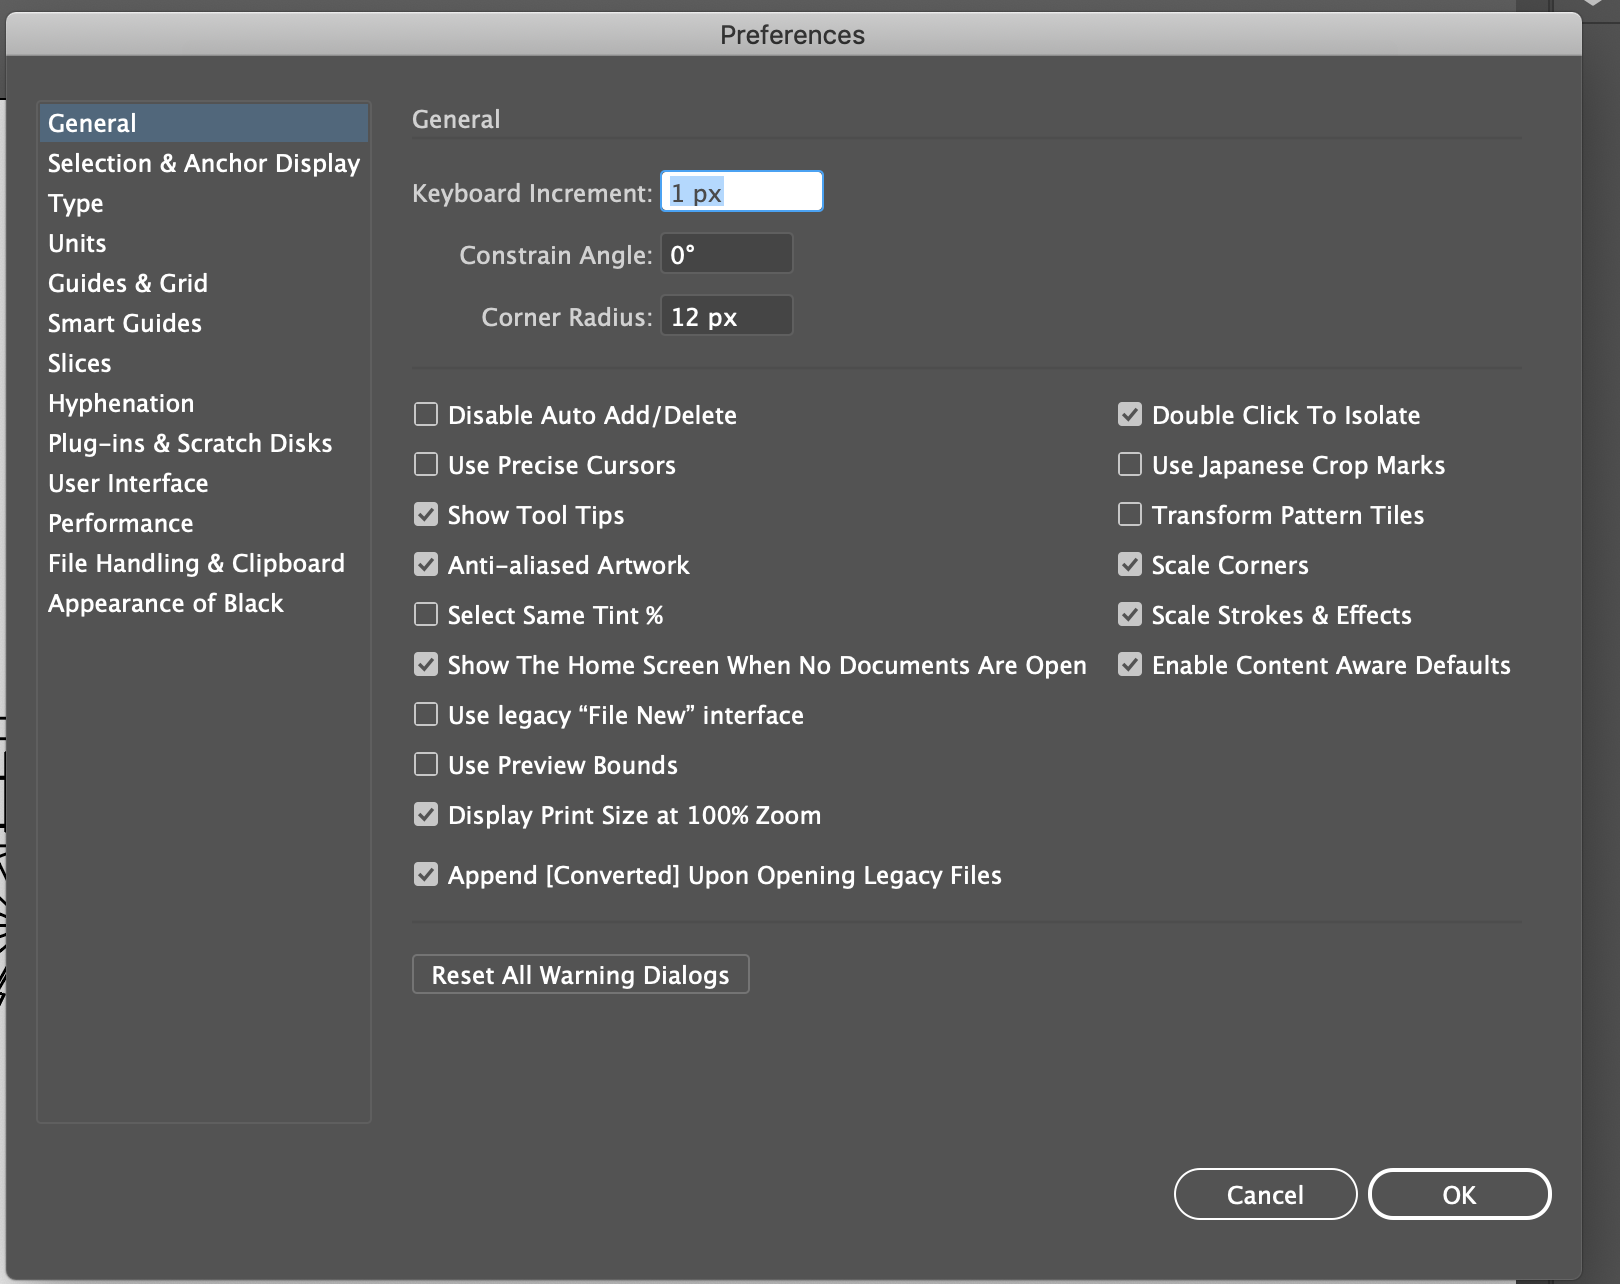 Preferences
General
Selection & Anchor Display
Type
Units
Guides & Grid
Smart Guides
Slices
Hyphenation
Plug-ins & Scratch Disks
User Interface
Performance
File Handling & Clipboard
Appearance of Black
General
Keyboard Increment: 1 px
Constrain Angle: 0°
Corner Radius: 12 px
Disable Auto Add/Delete
Use Precise Cursors
Show Tool Tips
Anti-aliased Artwork
Select Same Tint %
Show The Home Screen When No Documents Are Open
Use legacy “File New” interface
Use Preview Bounds
Display Print Size at 100% Zoom
Append [Converted] Upon Opening Legacy Files
Double Click To Isolate
Use Japanese Crop Marks
Transform Pattern Tiles
Scale Corners
Scale Strokes & Effects
Enable Content Aware Defaults
Reset All Warning Dialogs
Cancel
OK